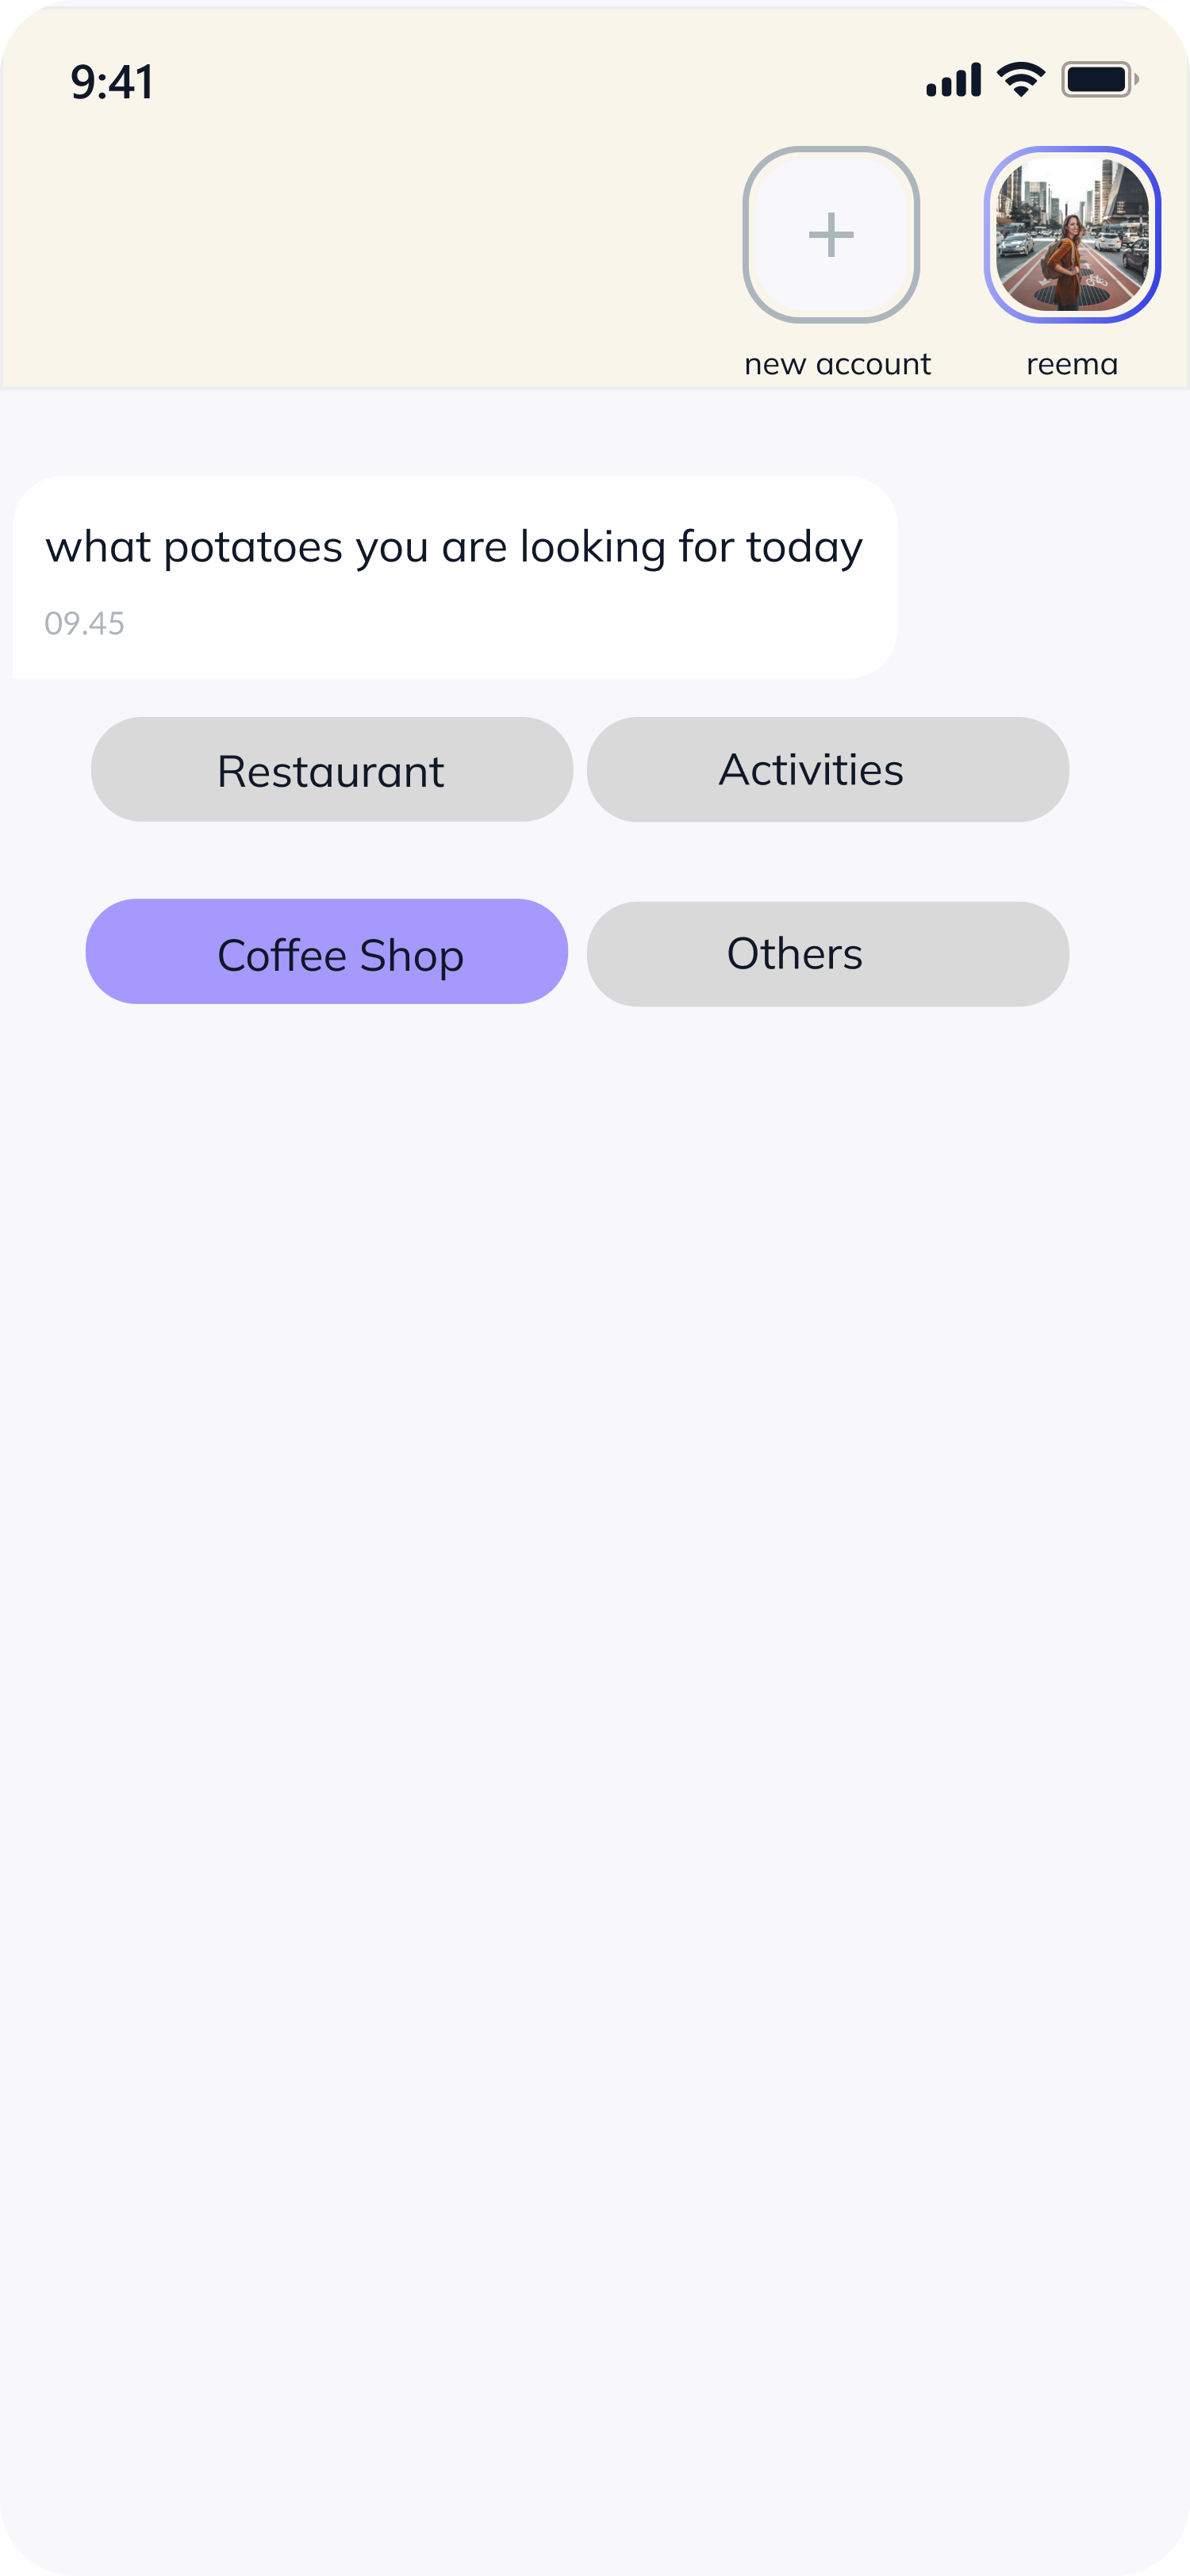 9:41
new account
reema
what potatoes you are looking for today
09.45
Restaurant
Activities
Coffee Shop
Others